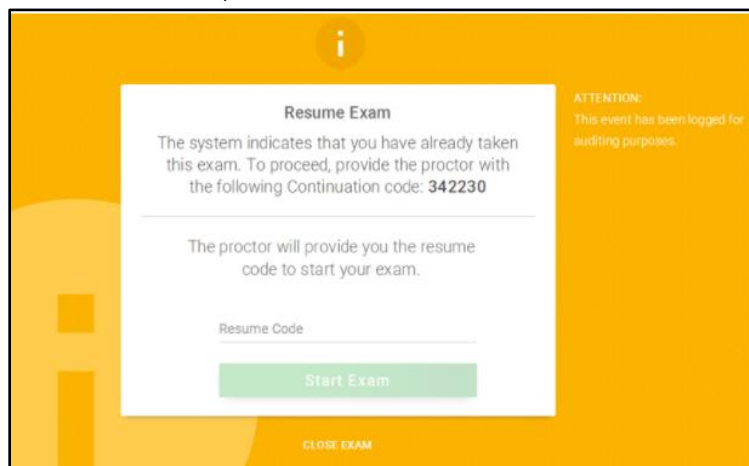 Resume Exam
The system indicates that you have already taken
this exam. To proceed, provide the proctor with
the following Continuation code: 342230
The proctor will provide you the resume
code to start your exam.
Resume Code
Start Exam
CLOSE EXAM
ATTENTION:
This event has been logged for
auditing purposes.